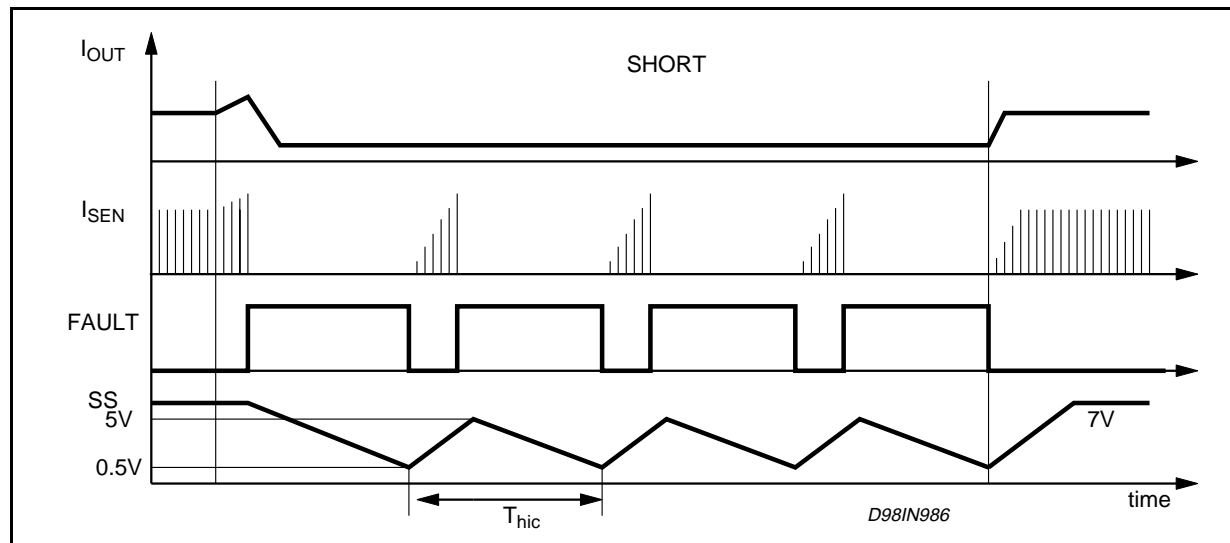 I_OUT
SHORT
I_SEN
FAULT
SS
5V
7V
0.5V
time
T_hic
D98IN986